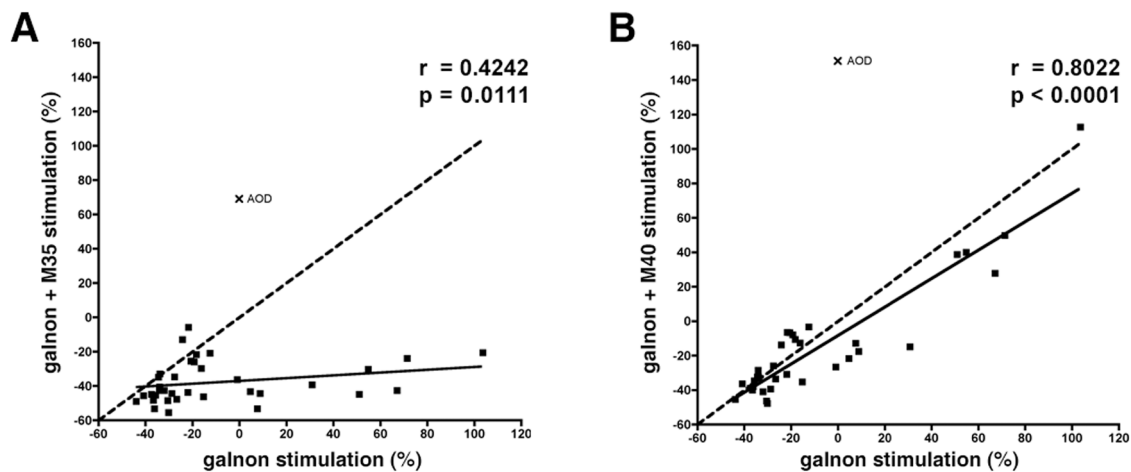 A
B
r = 0.4242
p = 0.0111
r = 0.8022
p < 0.0001
galnon + M35 stimulation (%)
160
140
120
100
80
60
40
20
0
-20
-40
-60
AOD
-60 -40 -20 0 20 40 60 80 100 120
galnon stimulation (%)
galnon + M40 stimulation (%)
160
140
120
100
80
60
40
20
0
-20
-40
-60
AOD
-60 -40 -20 0 20 40 60 80 100 120
galnon stimulation (%)